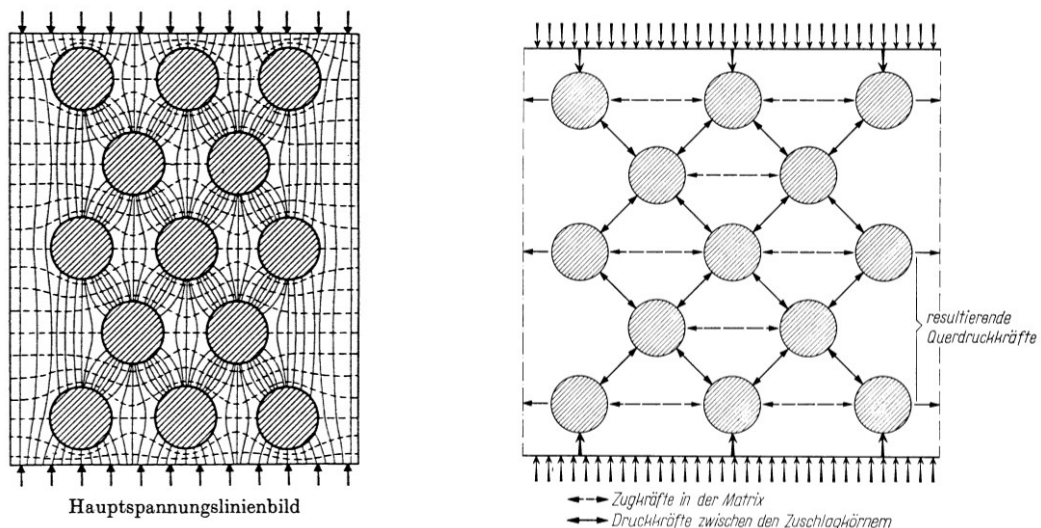 Hauptspannungslinienbild
resultierende
Querdruckkräfte
Zugkräfte in der Matrix
Druckkräfte zwischen den Zuschlagkörnern